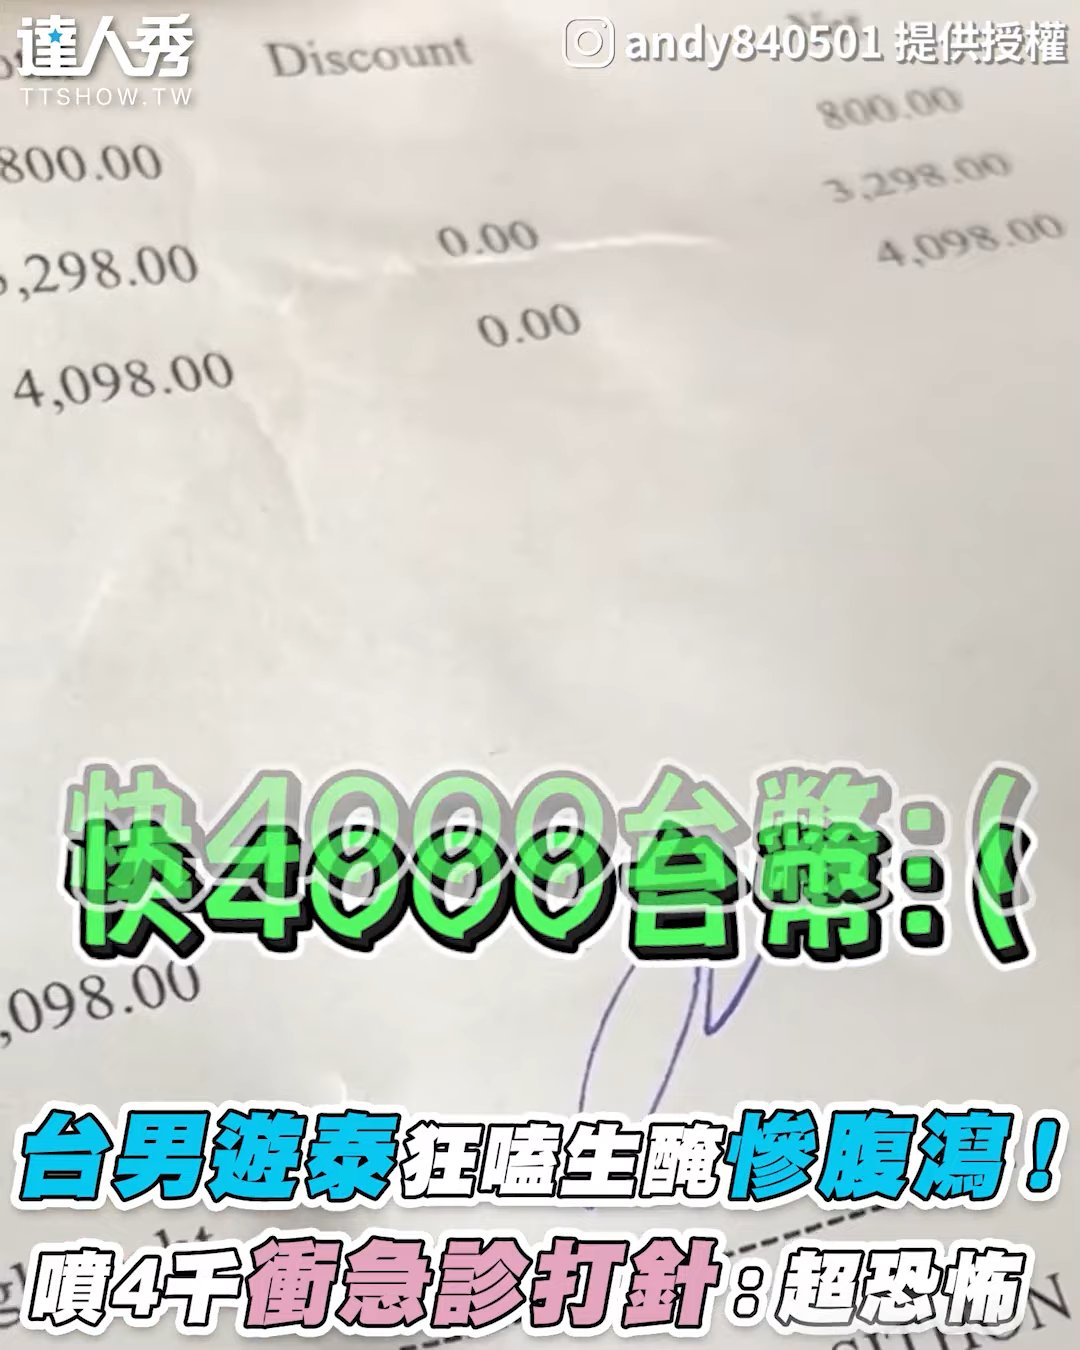 達人秀
TTSHOW.TW
andy840501 提供授權
Discount
800.00
800.00
3,298.00
,298.00
0.00
4,098.00
4,098.00
0.00
快4000台幣:(
,098.00
台男遊泰狂嗑生醃慘腹瀉！
噴4千衝急診打針：超恐怖